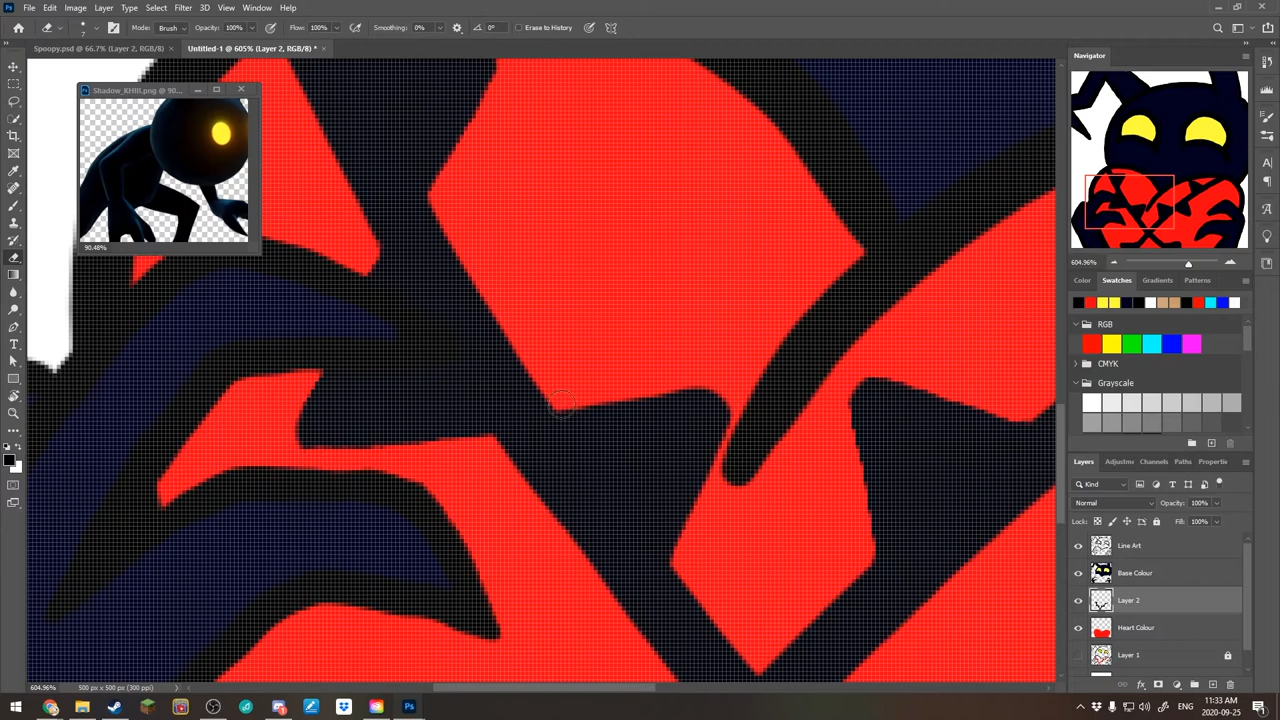 Ps File Edit Image Layer Type Select Filter 3D View Window Help
7 Mode: Brush Opacity: 100% Flow: 100% Smoothing: 0% 0° Erase to History
Spoopy.psd @ 66.7% (Layer 2, RGB/8) × Untitled-1 @ 605% (Layer 2, RGB/8) * ×
Shadow_KHIII.png @ 90...
90.48%
Navigator
604.96%
Color Swatches Gradients Patterns
RGB
CMYK
Grayscale
Layers Adjustme Channels Paths Propertie
Kind
Normal Opacity: 100%
Lock: Fill: 100%
Line Art
Base Colour
Layer 2
Heart Colour
Layer 1
604.96% 500 px x 500 px (300 ppi)
ENG 11:33 AM 2020-09-25